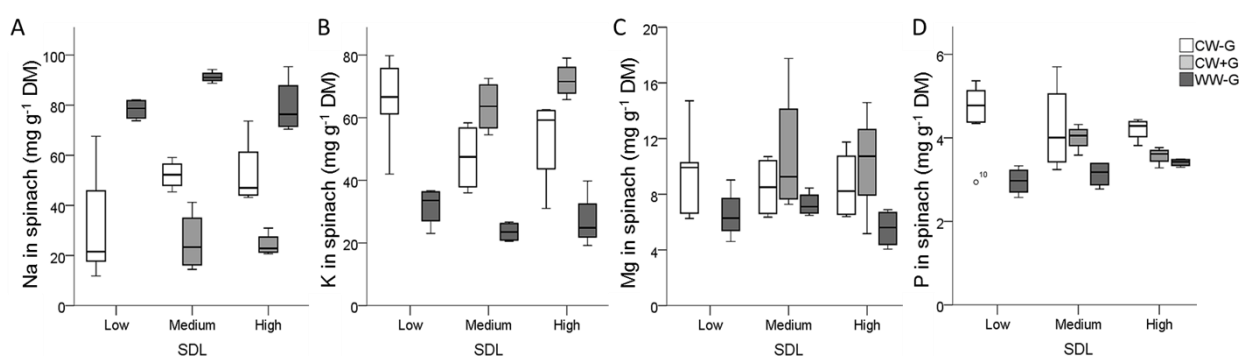 A
Na in spinach (mg g⁻¹ DM)
100
80
60
40
20
0
Low
Medium
High
SDL
B
K in spinach (mg g⁻¹ DM)
80
60
40
20
0
Low
Medium
High
SDL
C
Mg in spinach (mg g⁻¹ DM)
20
16
12
8
4
0
Low
Medium
High
SDL
D
P in spinach (mg g⁻¹ DM)
6
4
2
0
10
Low
Medium
High
SDL
CW-G
CW+G
WW-G